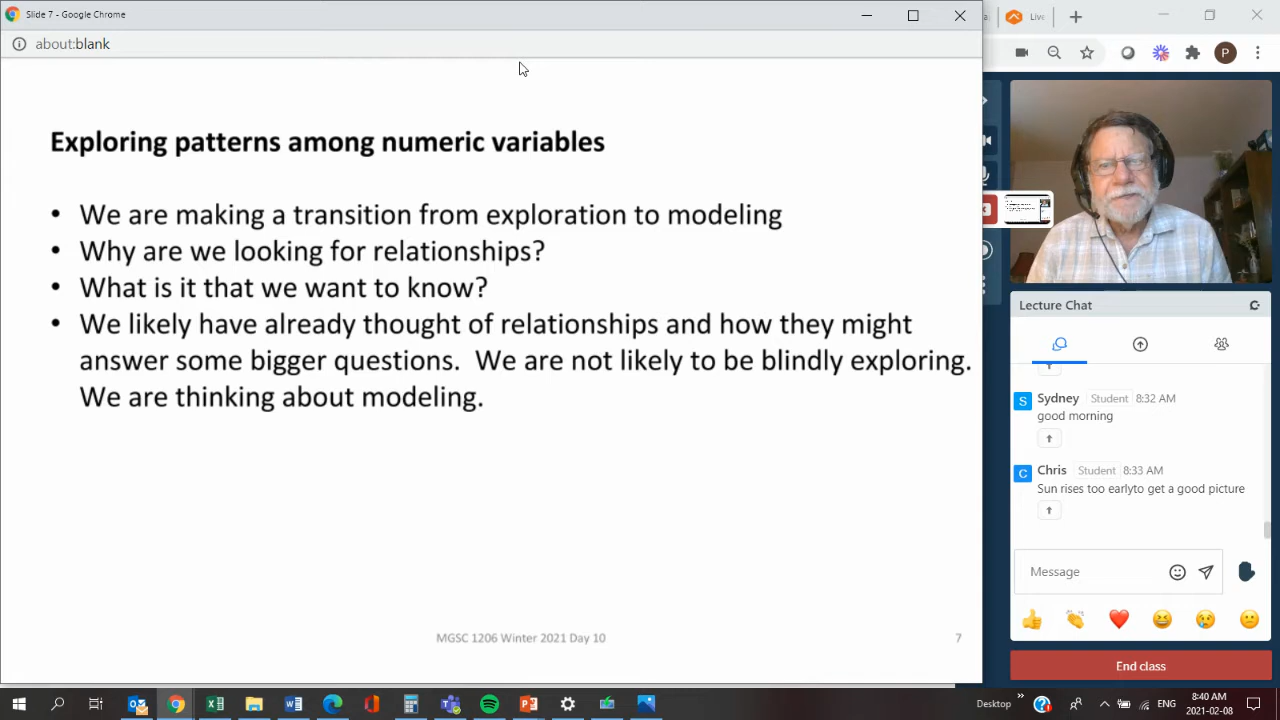 Slide 7 - Google Chrome
about:blank
Live
P
Exploring patterns among numeric variables
• We are making a transition from exploration to modeling
• Why are we looking for relationships?
• What is it that we want to know?
• We likely have already thought of relationships and how they might
answer some bigger questions.  We are not likely to be blindly exploring.
We are thinking about modeling.
MGSC 1206 Winter 2021 Day 10
7
Lecture Chat
S
Sydney Student 8:32 AM
good morning
C
Chris Student 8:33 AM
Sun rises too earlyto get a good picture
Message
End class
Desktop
ENG
8:40 AM
2021-02-08